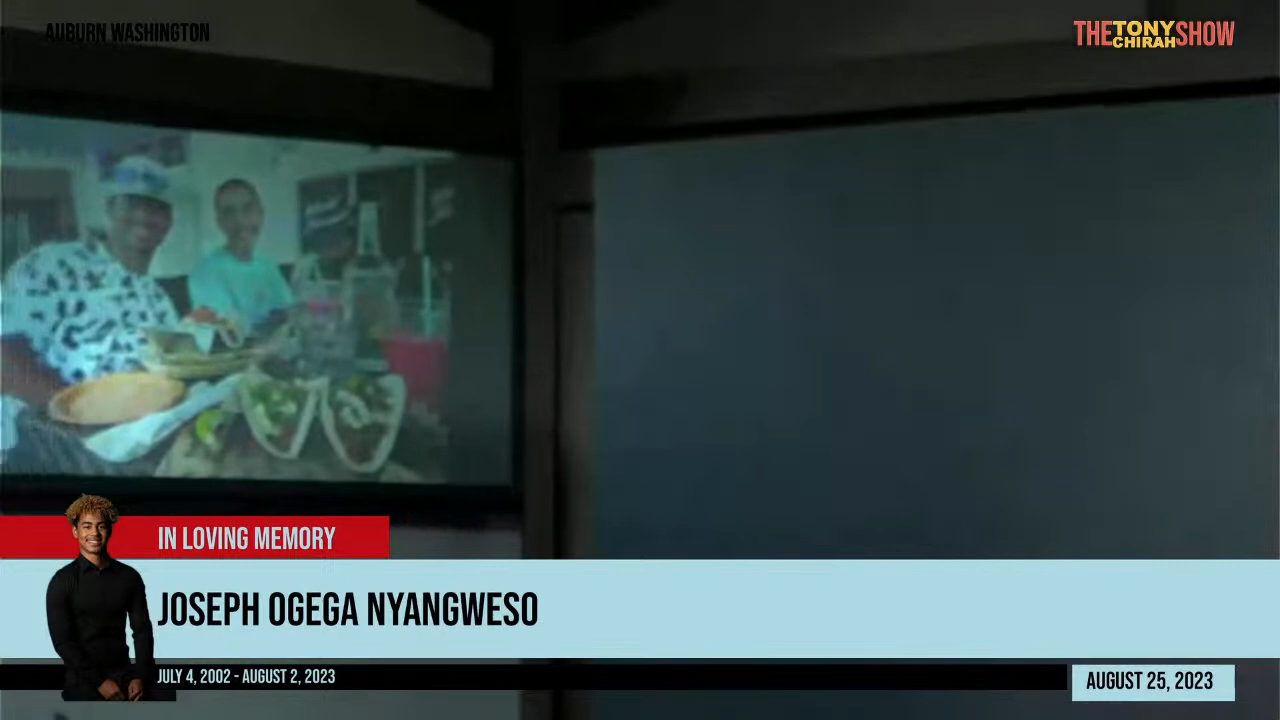 AUBURN WASHINGTON
THE TONY CHIRAH SHOW
IN LOVING MEMORY
JOSEPH OGEGA NYANGWESO
JULY 4, 2002 - AUGUST 2, 2023
AUGUST 25, 2023